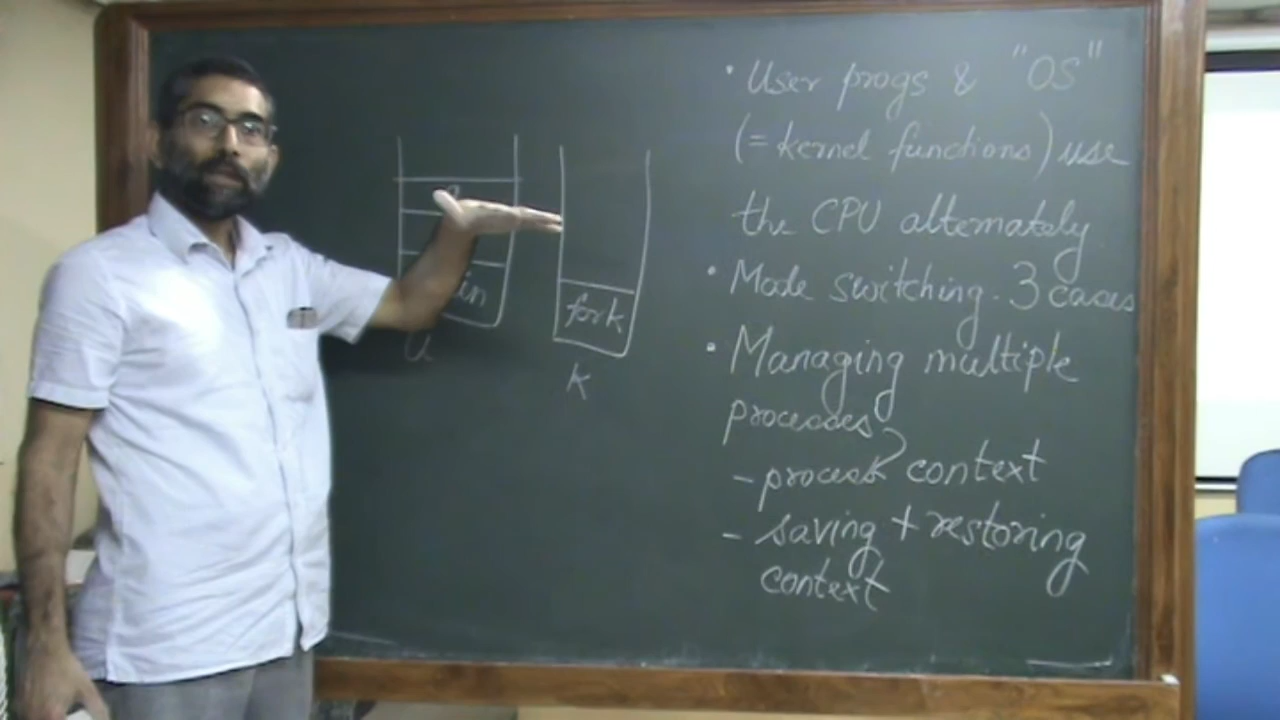 • User progs & "OS"
(= kernel functions) use
the CPU alternately
• Mode switching. 3 cases
• Managing multiple
processes?
- process context
- saving + restoring
context
fork
u
K